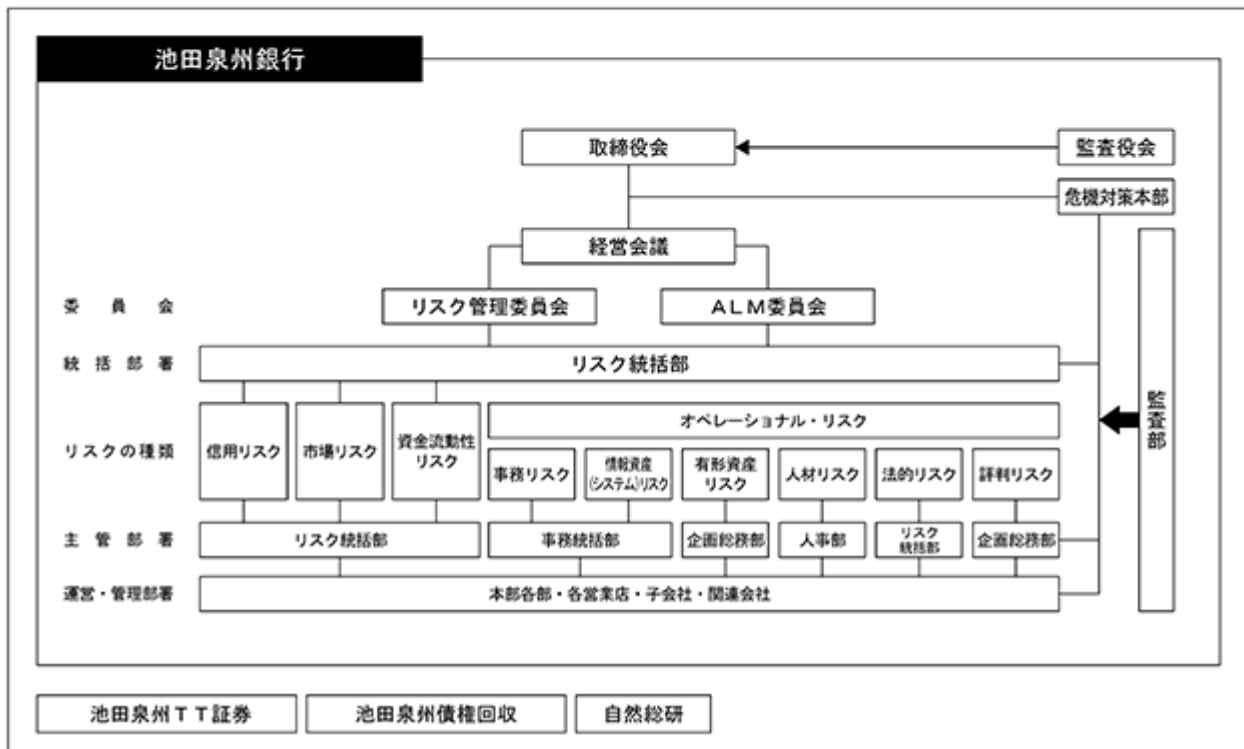 池田泉州銀行
取締役会
監査役会
危機対策本部
経営会議
委員会
リスク管理委員会
ALM委員会
統括部署
リスク統括部
監査部
リスクの種類
信用リスク
市場リスク
資金流動性
リスク
オペレーショナル・リスク
事務リスク
情報資産
(システム)リスク
有形資産
リスク
人材リスク
法的リスク
評判リスク
主管部署
リスク統括部
事務統括部
企画総務部
人事部
リスク
統括部
企画総務部
運営・管理部署
本部各部・各営業店・子会社・関連会社
池田泉州TT証券
池田泉州債権回収
自然総研